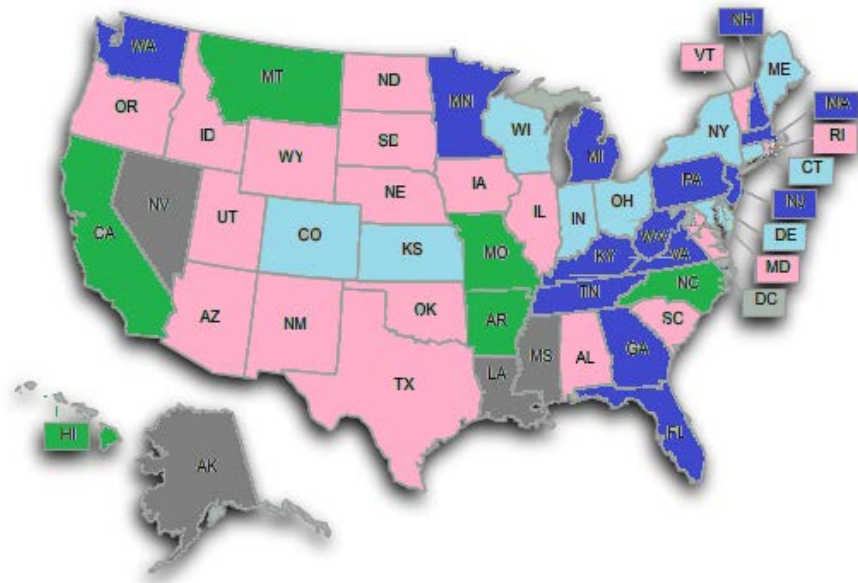 NH
VT
ME
WA
MT
ND
MN
MA
OR
ID
SD
WI
NY
RI
WY
MI
CT
IA
PA
NJ
NE
NV
UT
IL
IN
OH
DE
CA
CO
KS
MO
KY
WV
VA
MD
TN
NC
DC
AZ
NM
OK
AR
SC
MS
AL
GA
LA
TX
FL
HI
AK